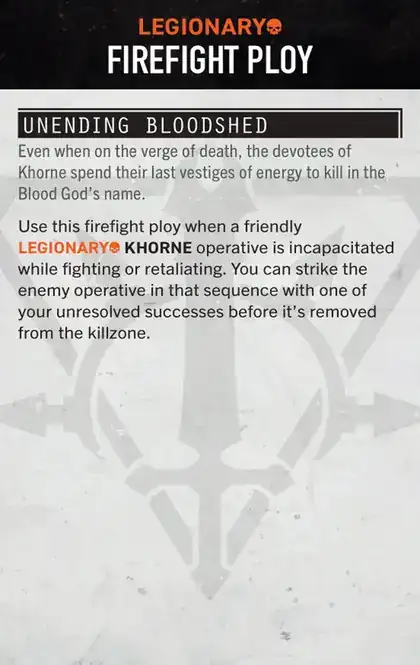 LEGIONARY
FIREFIGHT PLOY
UNENDING BLOODSHED
Even when on the verge of death, the devotees of
Khorne spend their last vestiges of energy to kill in the
Blood God's name.
Use this firefight ploy when a friendly
LEGIONARY KHORNE operative is incapacitated
while fighting or retaliating. You can strike the
enemy operative in that sequence with one of
your unresolved successes before it's removed
from the killzone.